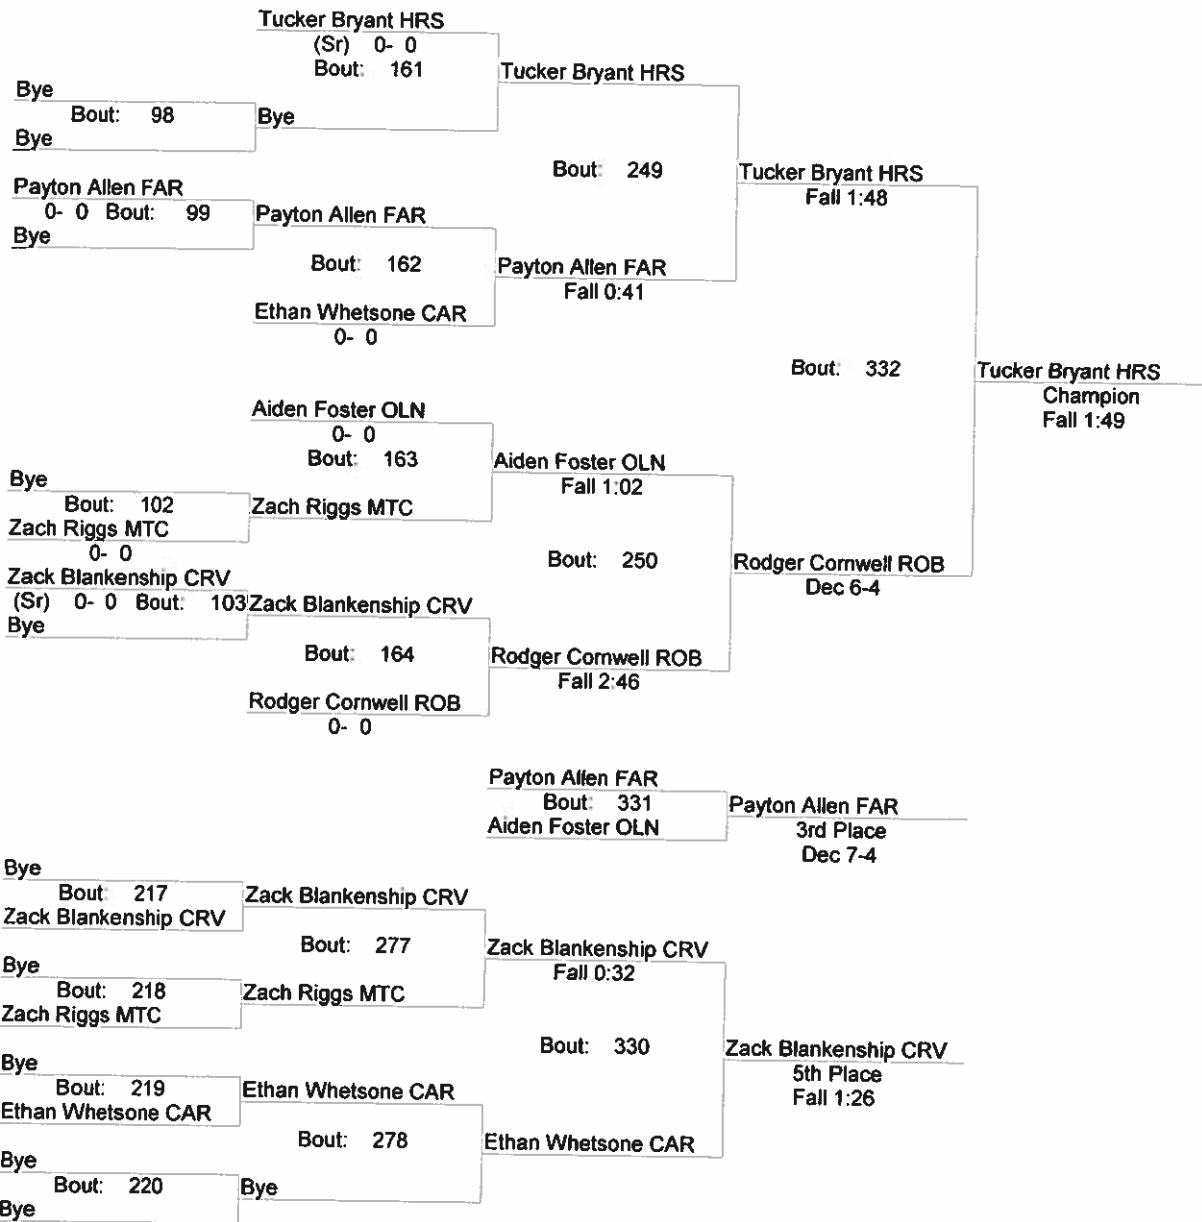 Tucker Bryant HRS
(Sr) 0- 0
Bout: 161
Tucker Bryant HRS
Bye
Bout: 98
Bye
Bye
Bout: 249
Tucker Bryant HRS
Fall 1:48
Payton Allen FAR
0- 0 Bout: 99
Payton Allen FAR
Bye
Bout: 162
Payton Allen FAR
Fall 0:41
Ethan Whetsone CAR
0- 0
Bout: 332
Tucker Bryant HRS
Champion
Fall 1:49
Aiden Foster OLN
0- 0
Bout: 163
Aiden Foster OLN
Fall 1:02
Bye
Bout: 102
Zach Riggs MTC
Zach Riggs MTC
0- 0
Bout: 250
Rodger Cornwell ROB
Dec 6-4
Zack Blankenship CRV
(Sr) 0- 0 Bout: 103
Zack Blankenship CRV
Bye
Bout: 164
Rodger Cornwell ROB
Fall 2:46
Rodger Cornwell ROB
0- 0
Payton Allen FAR
Bout: 331
Payton Allen FAR
Aiden Foster OLN
3rd Place
Dec 7-4
Bye
Bout: 217
Zack Blankenship CRV
Zack Blankenship CRV
Bout: 277
Zack Blankenship CRV
Fall 0:32
Bye
Bout: 218
Zach Riggs MTC
Zach Riggs MTC
Bout: 330
Zack Blankenship CRV
5th Place
Fall 1:26
Bye
Bout: 219
Ethan Whetsone CAR
Ethan Whetsone CAR
Bout: 278
Ethan Whetsone CAR
Bye
Bout: 220
Bye
Bye